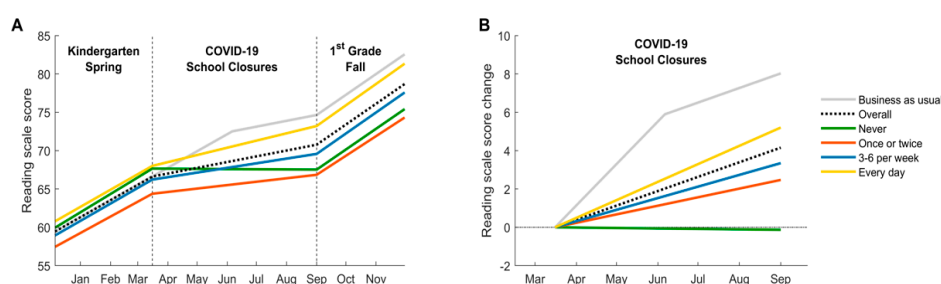 A
Reading scale score
85
80
75
70
65
60
55
Kindergarten
Spring
COVID-19
School Closures
1st Grade
Fall
Jan Feb Mar Apr May Jun Jul Aug Sep Oct Nov
B
Reading scale score change
10
8
6
4
2
0
-2
COVID-19
School Closures
Mar Apr May Jun Jul Aug Sep
Business as usual
Overall
Never
Once or twice
3-6 per week
Every day